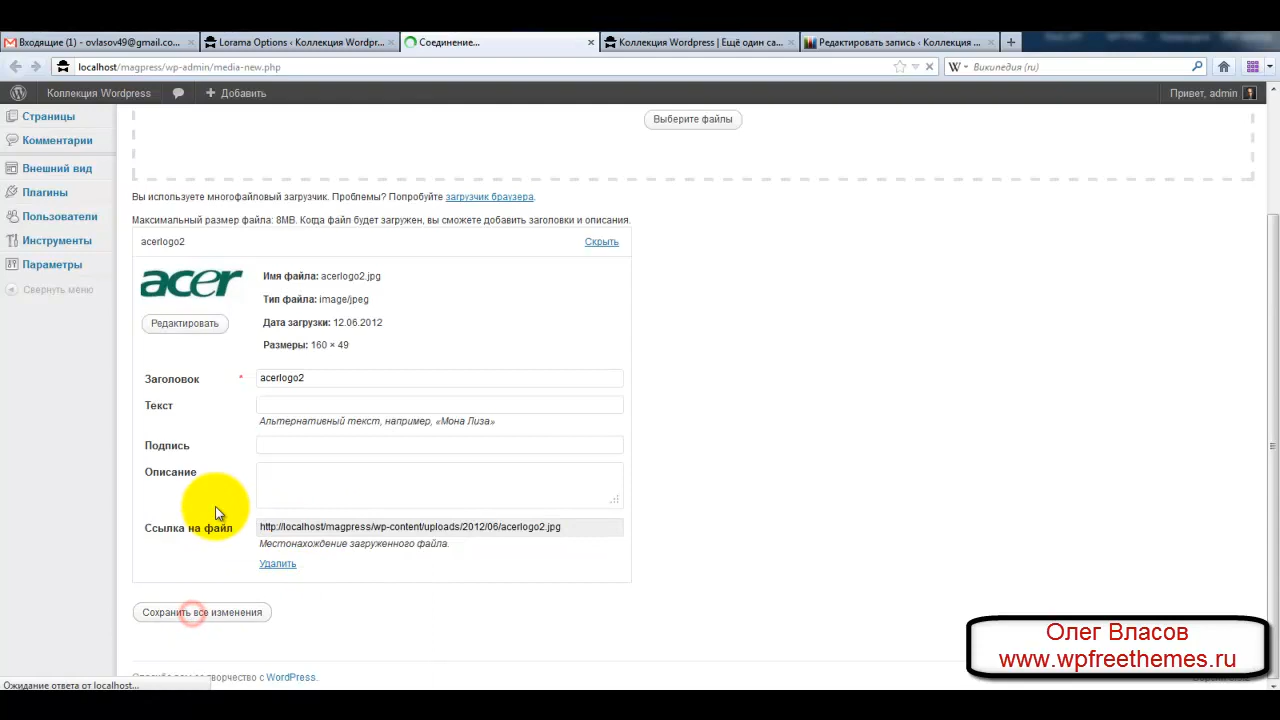 Входящие (1) - ovlasov49@gmail.co...
Lorama Options ‹ Коллекция Wordpr...
Соединение...
Коллекция Wordpress | Ещё один са...
Редактировать запись ‹ Коллекция ...
localhost/magpress/wp-admin/media-new.php
W
Википедия (ru)
Коллекция Wordpress
Добавить
Привет, admin
Страницы
Комментарии
Внешний вид
Плагины
Пользователи
Инструменты
Параметры
Свернуть меню
Выберите файлы
Вы используете многофайловый загрузчик. Проблемы? Попробуйте загрузчик браузера.
Максимальный размер файла: 8MB. Когда файл будет загружен, вы сможете добавить заголовки и описания.
acerlogo2
Скрыть
acer
Имя файла: acerlogo2.jpg
Тип файла: image/jpeg
Дата загрузки: 12.06.2012
Размеры: 160 × 49
Редактировать
Заголовок *
acerlogo2
Текст
Альтернативный текст, например, «Мона Лиза»
Подпись
Описание
Ссылка на файл
http://localhost/magpress/wp-content/uploads/2012/06/acerlogo2.jpg
Местонахождение загруженного файла.
Удалить
Сохранить все изменения
творчество с WordPress.
Ожидание ответа от localhost...
Олег Власов
www.wpfreethemes.ru